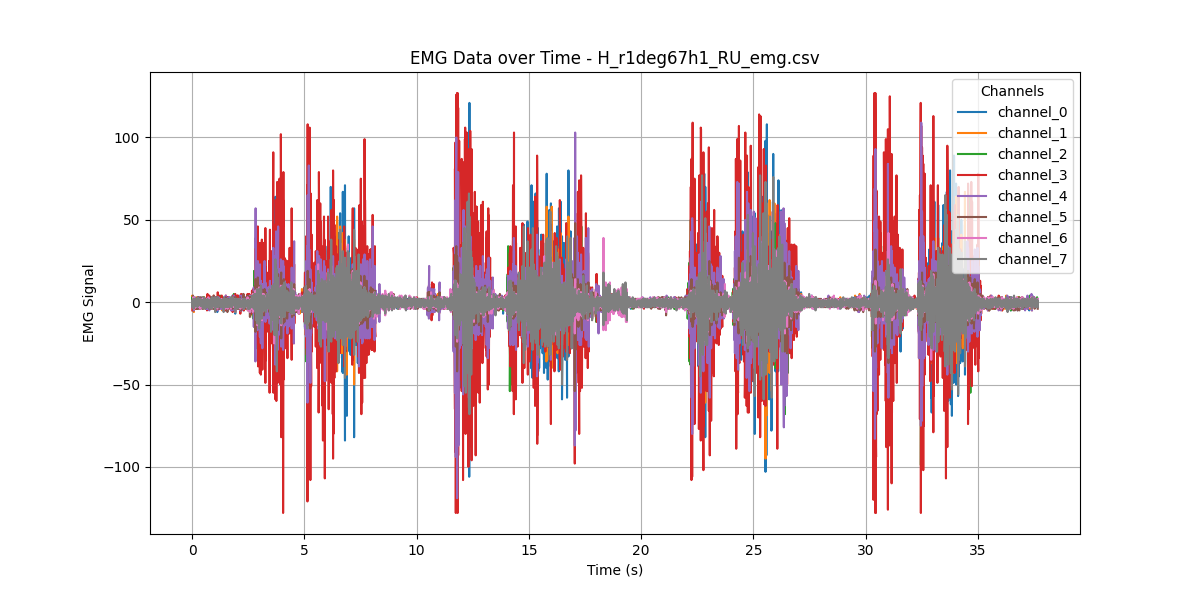 EMG Data over Time - H_r1deg67h1_RU_emg.csv
EMG Signal
100
50
0
−50
−100
Channels
channel_0
channel_1
channel_2
channel_3
channel_4
channel_5
channel_6
channel_7
0 5 10 15 20 25 30 35
Time (s)